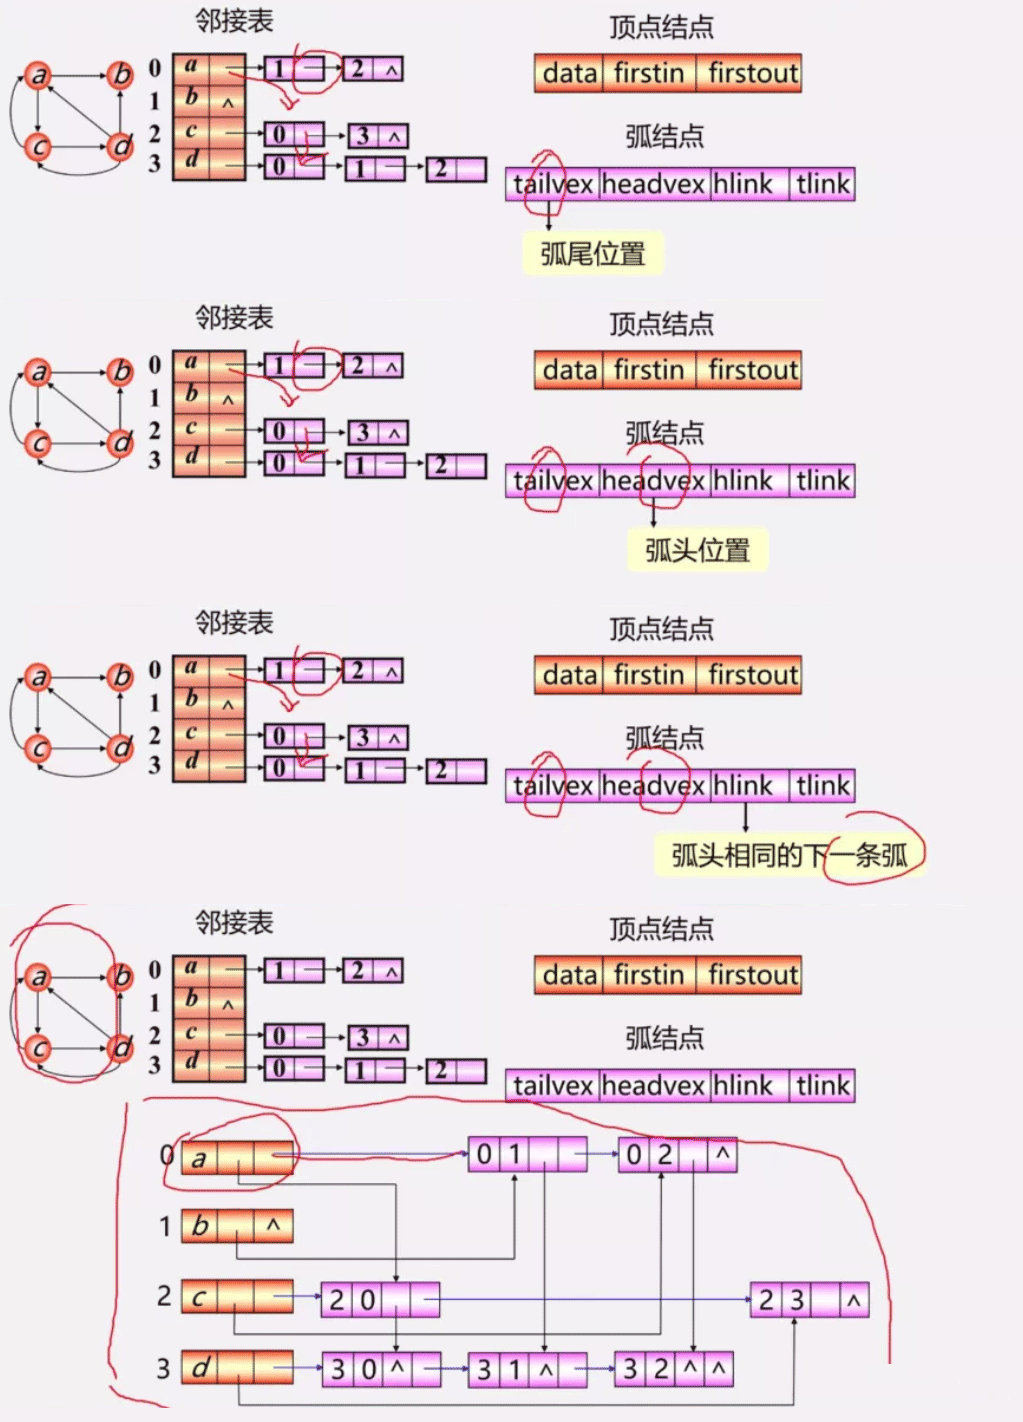 邻接表
顶点结点
a b
c d
0 a 1 2 ^
1 b ^
2 c 0 3 ^
3 d 0 1 2
data firstin firstout
弧结点
tailvex headvex hlink tlink
弧尾位置
邻接表
顶点结点
a b
c d
0 a 1 2 ^
1 b ^
2 c 0 3 ^
3 d 0 1 2
data firstin firstout
弧结点
tailvex headvex hlink tlink
弧头位置
邻接表
顶点结点
a b
c d
0 a 1 2 ^
1 b ^
2 c 0 3 ^
3 d 0 1 2
data firstin firstout
弧结点
tailvex headvex hlink tlink
弧头相同的下一条弧
邻接表
顶点结点
a b
c d
0 a 1 2 ^
1 b ^
2 c 0 3 ^
3 d 0 1 2
data firstin firstout
弧结点
tailvex headvex hlink tlink
0 a 0 1 0 2 ^
1 b ^
2 c 2 0 2 3 ^
3 d 3 0 ^ 3 1 ^ 3 2 ^ ^